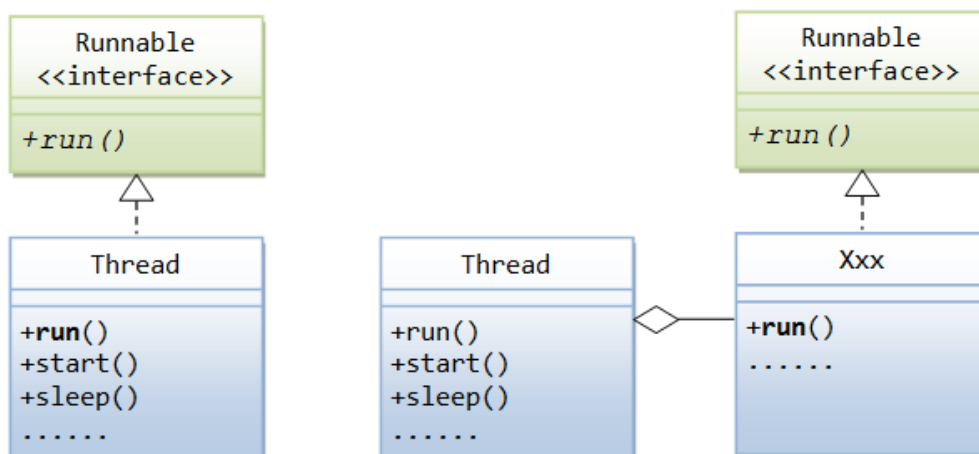 Runnable
<<interface>>
+run()
Thread
+run()
+start()
+sleep()
......
Thread
+run()
+start()
+sleep()
......
Runnable
<<interface>>
+run()
Xxx
+run()
......